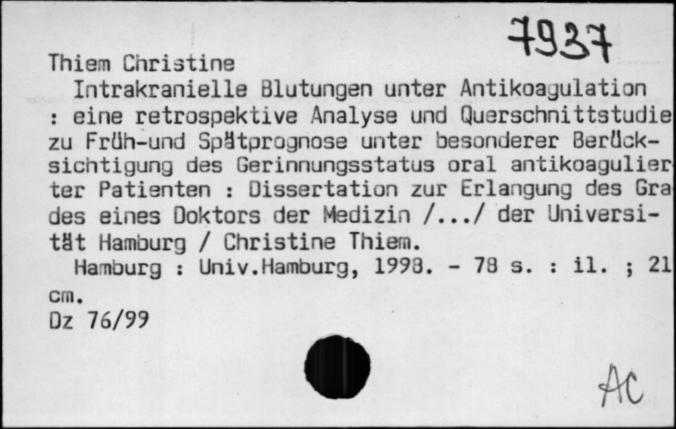 7937
Thiem Christine
Intrakranielle Blutungen unter Antikoagulation
: eine retrospektive Analyse und Querschnittstudie
zu Früh-und Spätprognose unter besonderer Berück-
sichtigung des Gerinnungsstatus oral antikoagulier
ter Patienten : Dissertation zur Erlangung des Gra
des eines Doktors der Medizin /.../ der Universi-
tät Hamburg / Christine Thiem.
Hamburg : Univ.Hamburg, 1998. - 78 s. : il. ; 21
cm.
Dz 76/99
AC